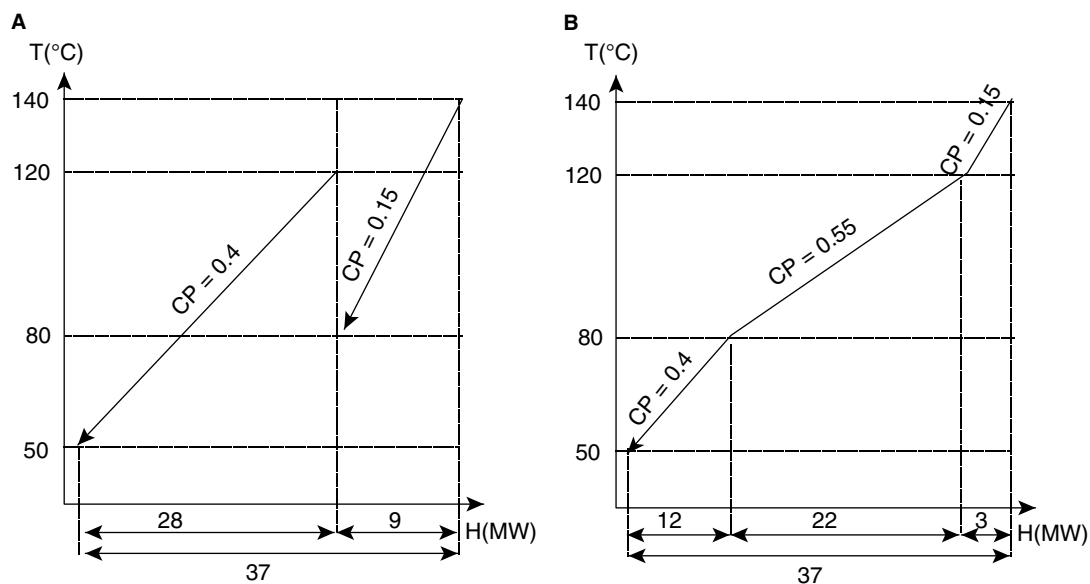 A
T(°C)
140
120
80
50
CP = 0.4
CP = 0.15
28
9
H(MW)
37
B
T(°C)
140
120
80
50
CP = 0.15
CP = 0.55
CP = 0.4
12
22
3
H(MW)
37